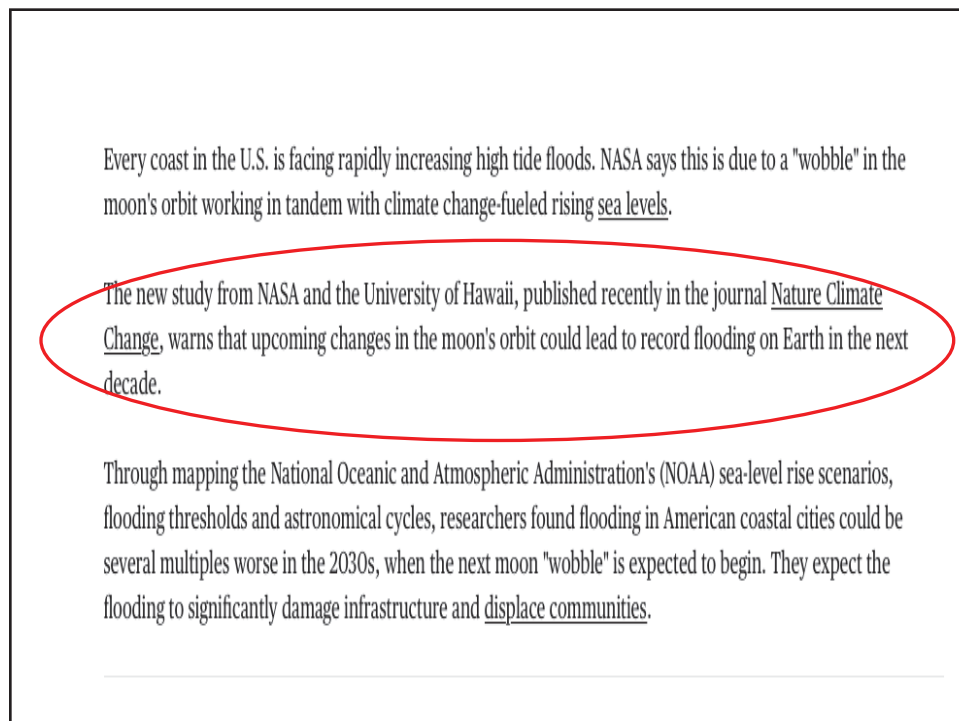 Every coast in the U.S. is facing rapidly increasing high tide floods. NASA says this is due to a "wobble" in the
moon's orbit working in tandem with climate change-fueled rising sea levels.
The new study from NASA and the University of Hawaii, published recently in the journal Nature Climate
Change, warns that upcoming changes in the moon's orbit could lead to record flooding on Earth in the next
decade.
Through mapping the National Oceanic and Atmospheric Administration's (NOAA) sea-level rise scenarios,
flooding thresholds and astronomical cycles, researchers found flooding in American coastal cities could be
several multiples worse in the 2030s, when the next moon "wobble" is expected to begin. They expect the
flooding to significantly damage infrastructure and displace communities.